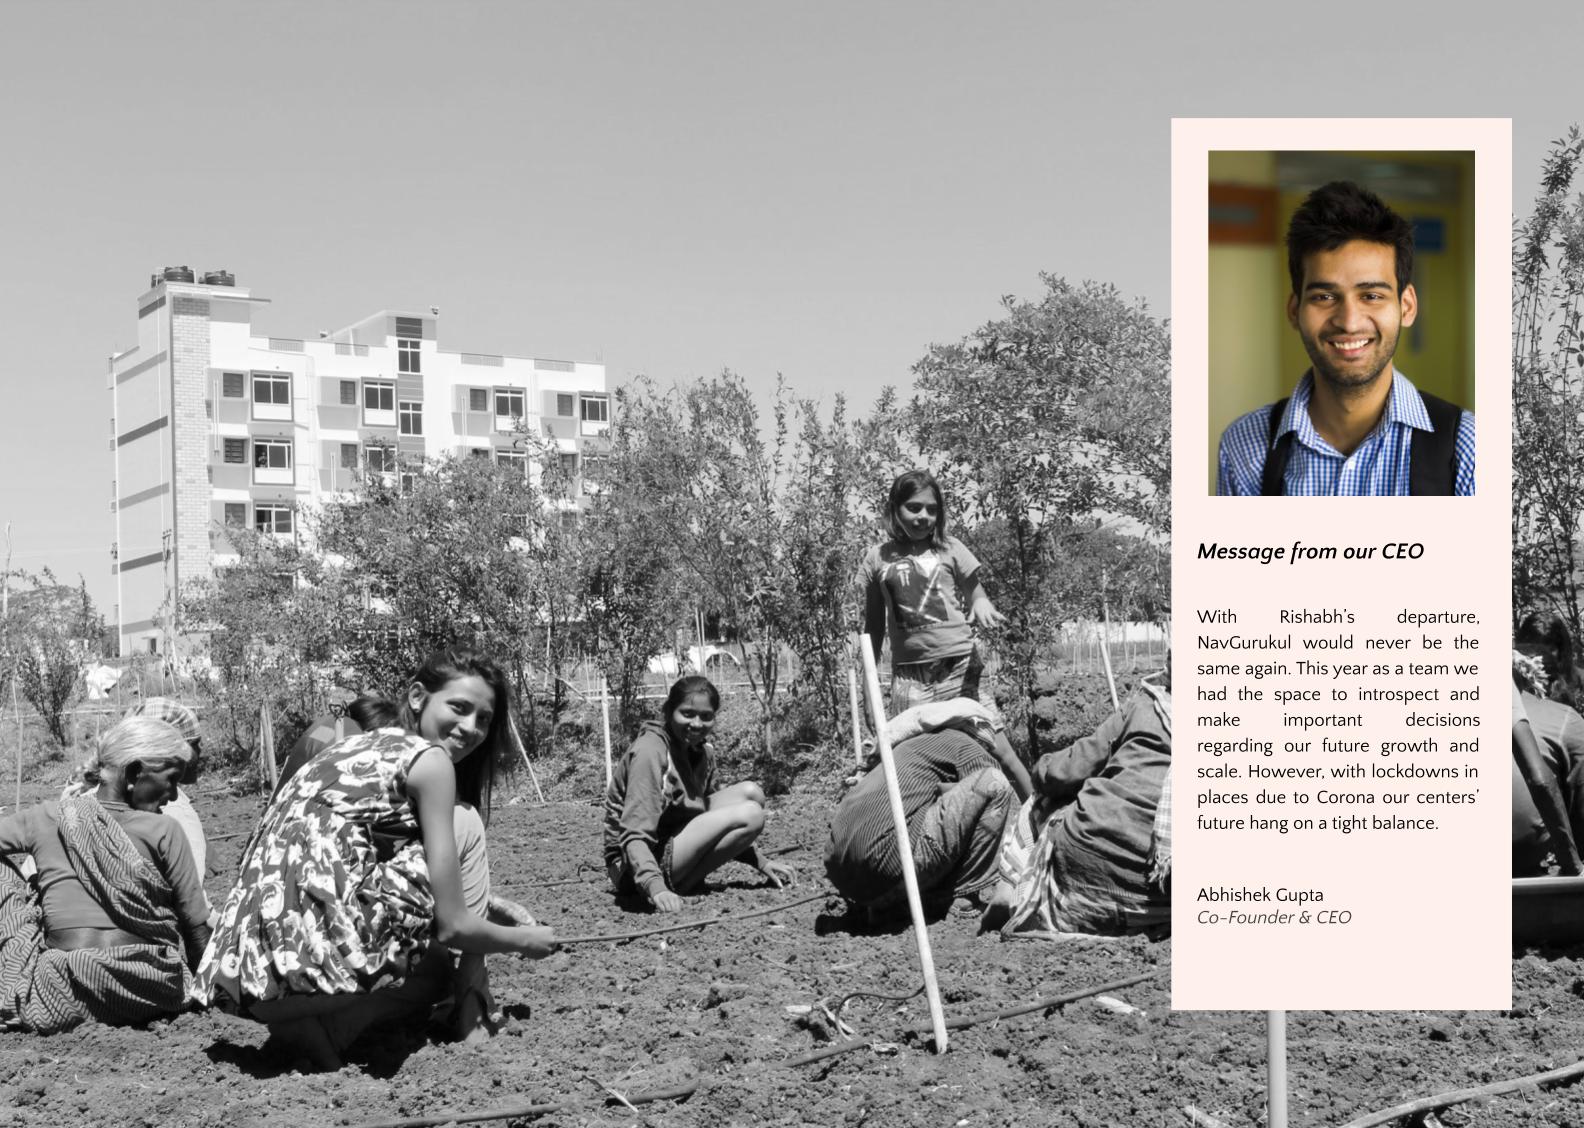 Message from our CEO
With Rishabh’s departure,
NavGurukul would never be the
same again. This year as a team we
had the space to introspect and
make important decisions
regarding our future growth and
scale. However, with lockdowns in
places due to Corona our centers’
future hang on a tight balance.
Abhishek Gupta
Co-Founder & CEO